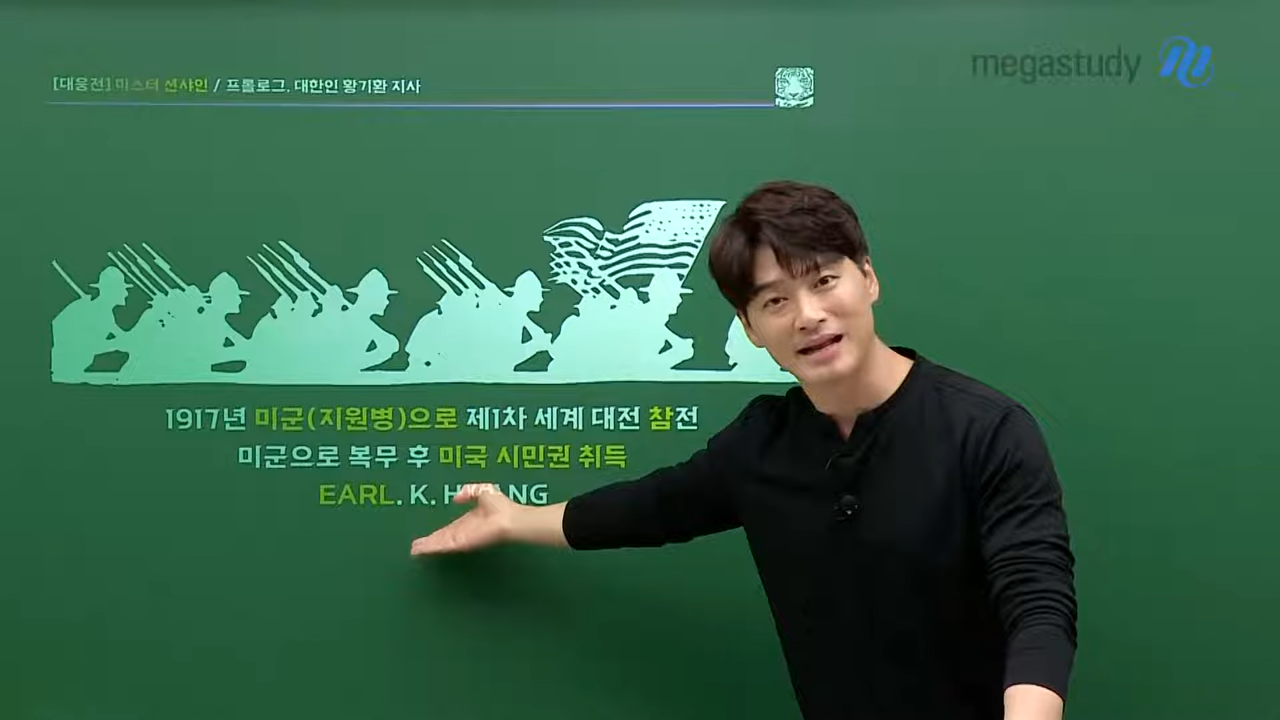 [대웅전] 미스터 션샤인 / 프롤로그, 대한인 황기환 지사
megastudy
1917년 미군(지원병)으로 제1차 세계 대전 참전
미군으로 복무 후 미국 시민권 취득
EARL. K.